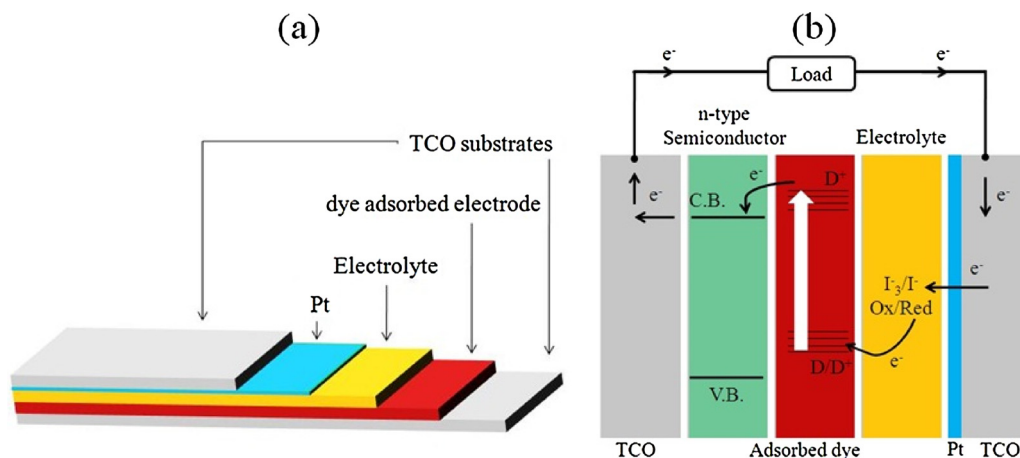 (a)
TCO substrates
dye adsorbed electrode
Electrolyte
Pt
(b)
e-
Load
e-
n-type
Semiconductor
Electrolyte
e-
D+
e-
C.B.
e-
e-
I-3/I-
Ox/Red
D/D+
e-
V.B.
TCO
Adsorbed dye
Pt
TCO